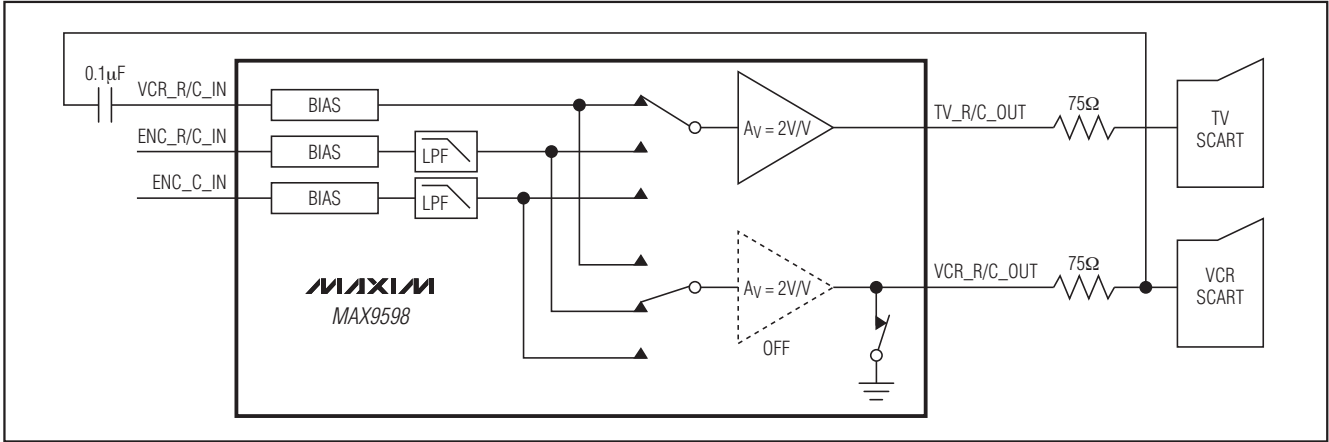 0.1µF
VCR_R/C_IN
BIAS
ENC_R/C_IN
BIAS
LPF
ENC_C_IN
BIAS
LPF
AV = 2V/V
TV_R/C_OUT
75Ω
TV
SCART
MAXIM
MAX9598
AV = 2V/V
OFF
VCR_R/C_OUT
75Ω
VCR
SCART